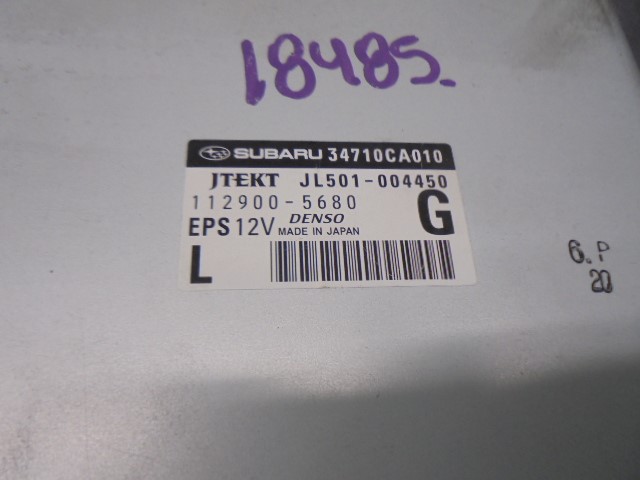 18485.
SUBARU 34710CA010
JTEKT JL501-004450
112900-5680
G
EPS 12V DENSO MADE IN JAPAN
L
6.P
20